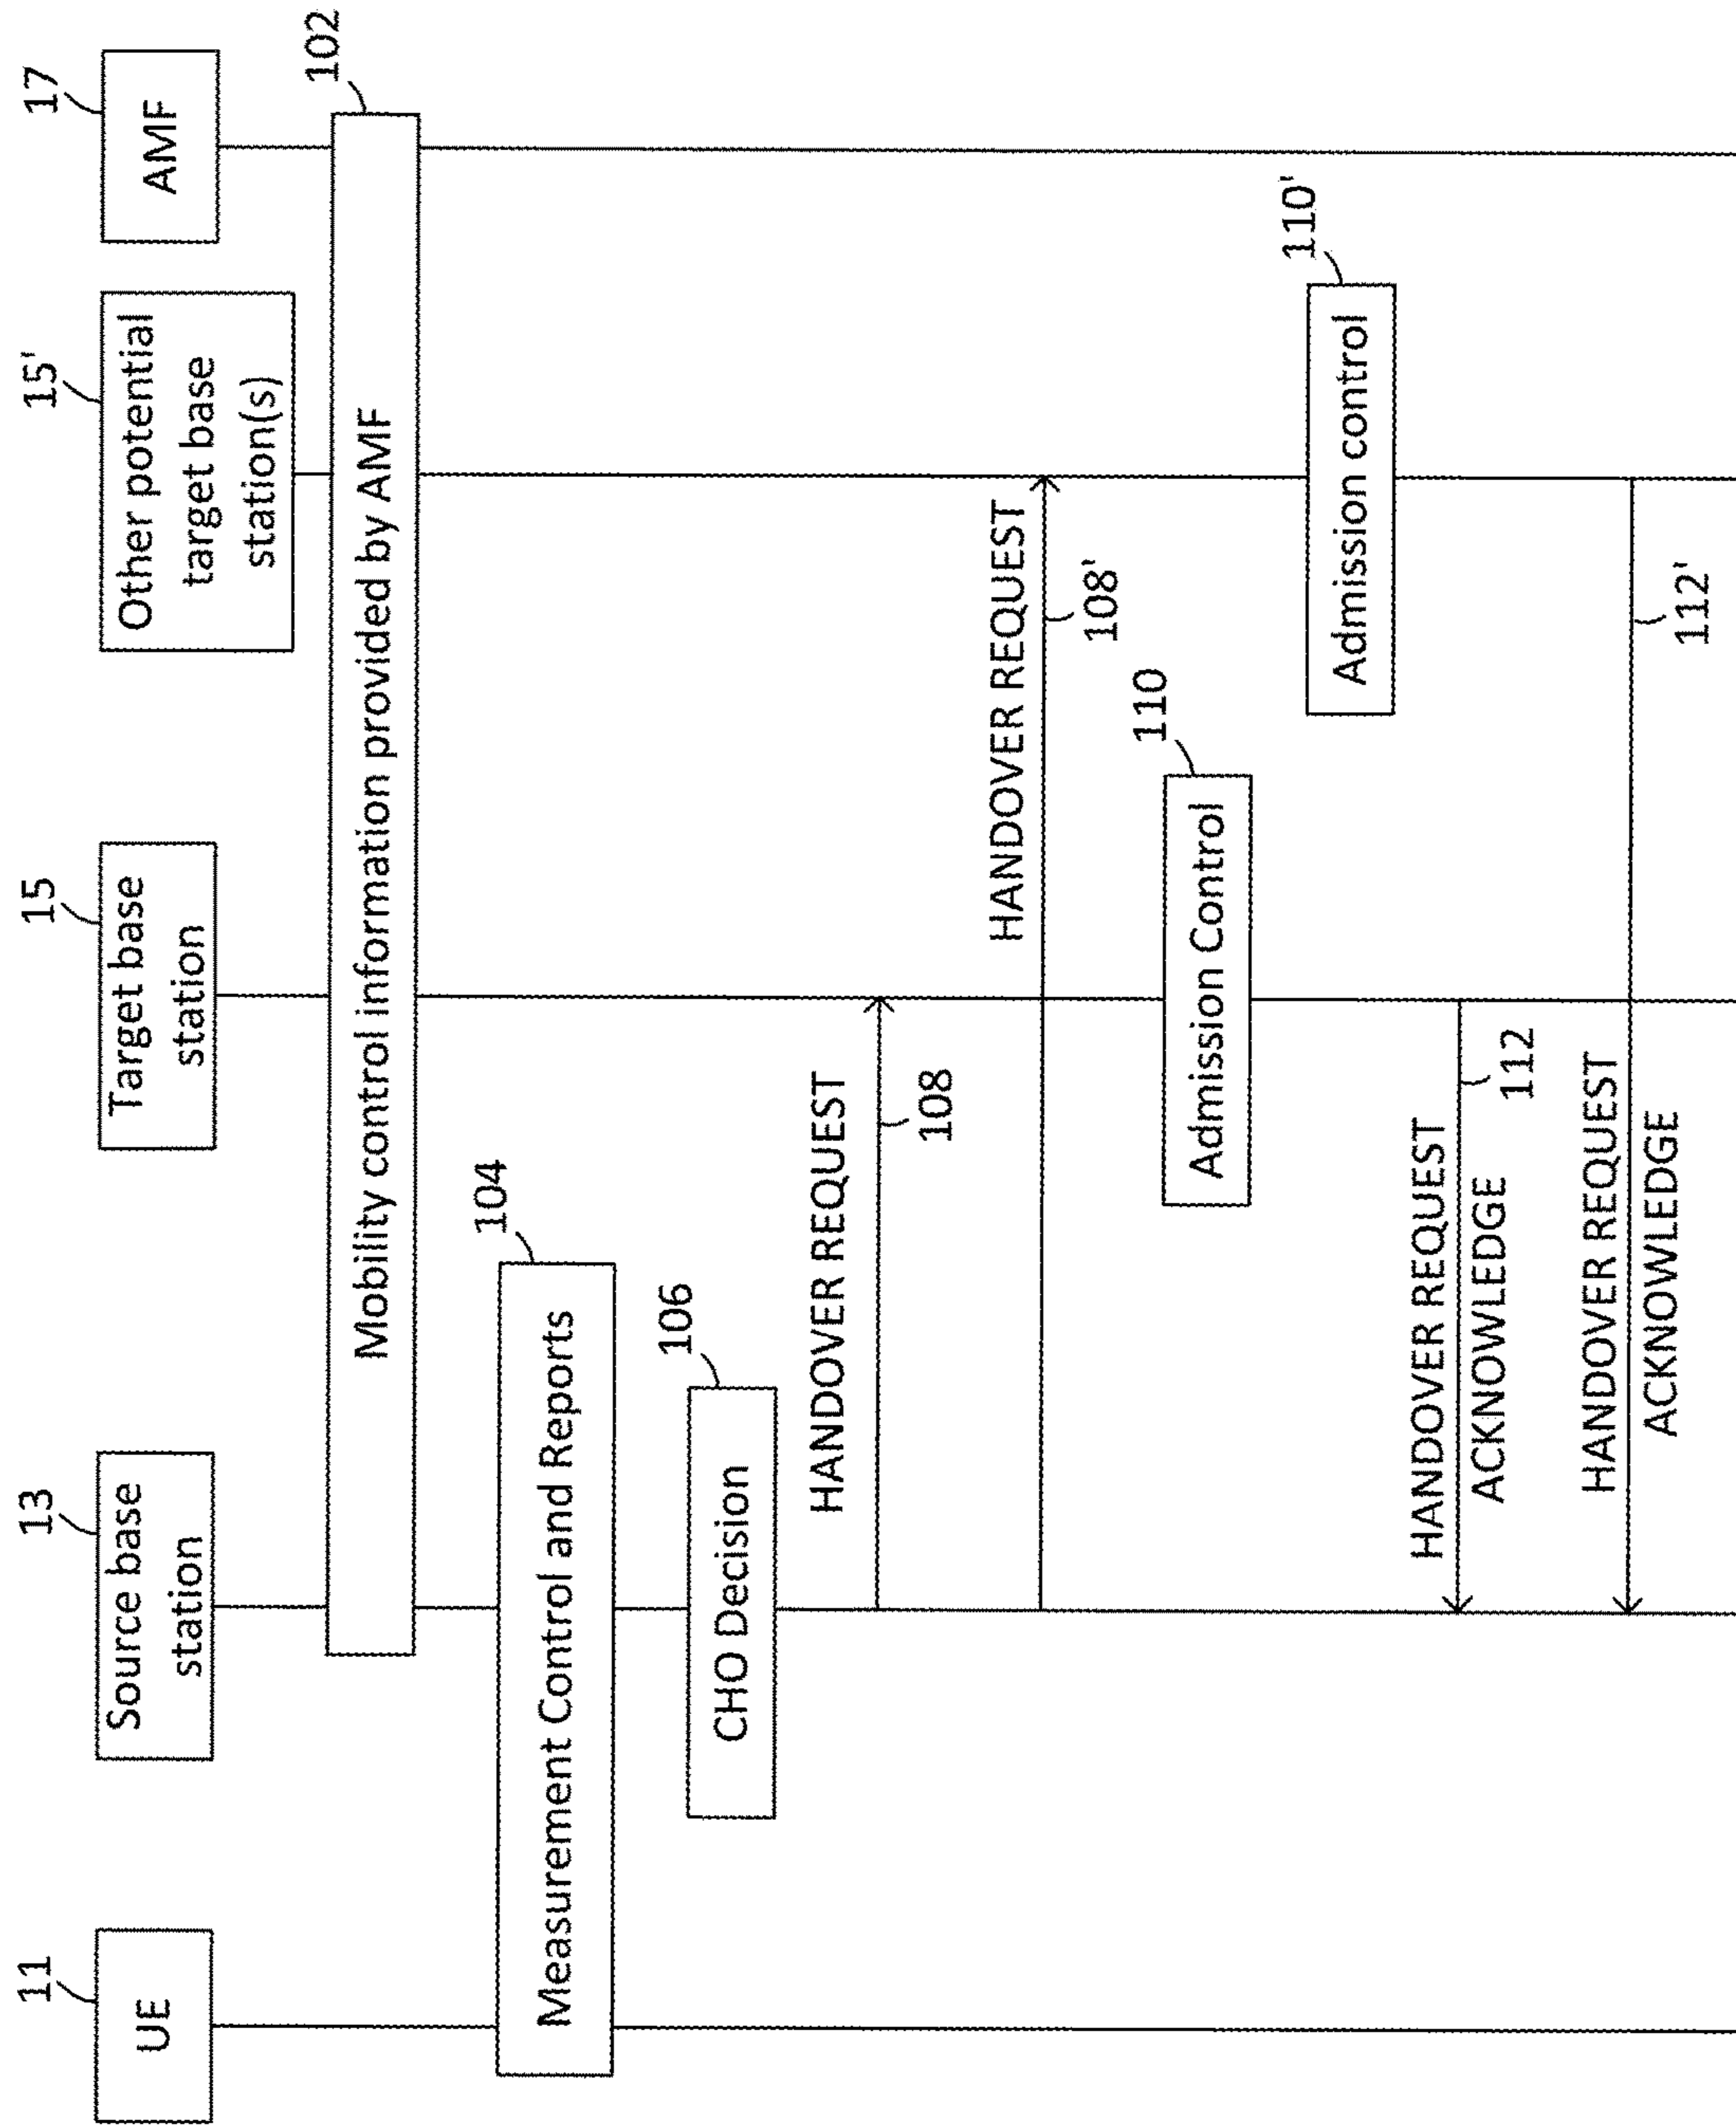 11
UE
13
Source base
station
15
Target base
station
15'
Other potential
target base
station(s)
17
AMF
102
Mobility control information provided by AMF
104
Measurement Control and Reports
106
CHO Decision
HANDOVER REQUEST
108
HANDOVER REQUEST
108'
110
Admission Control
110'
Admission control
HANDOVER REQUEST
ACKNOWLEDGE
112
HANDOVER REQUEST
ACKNOWLEDGE
112'